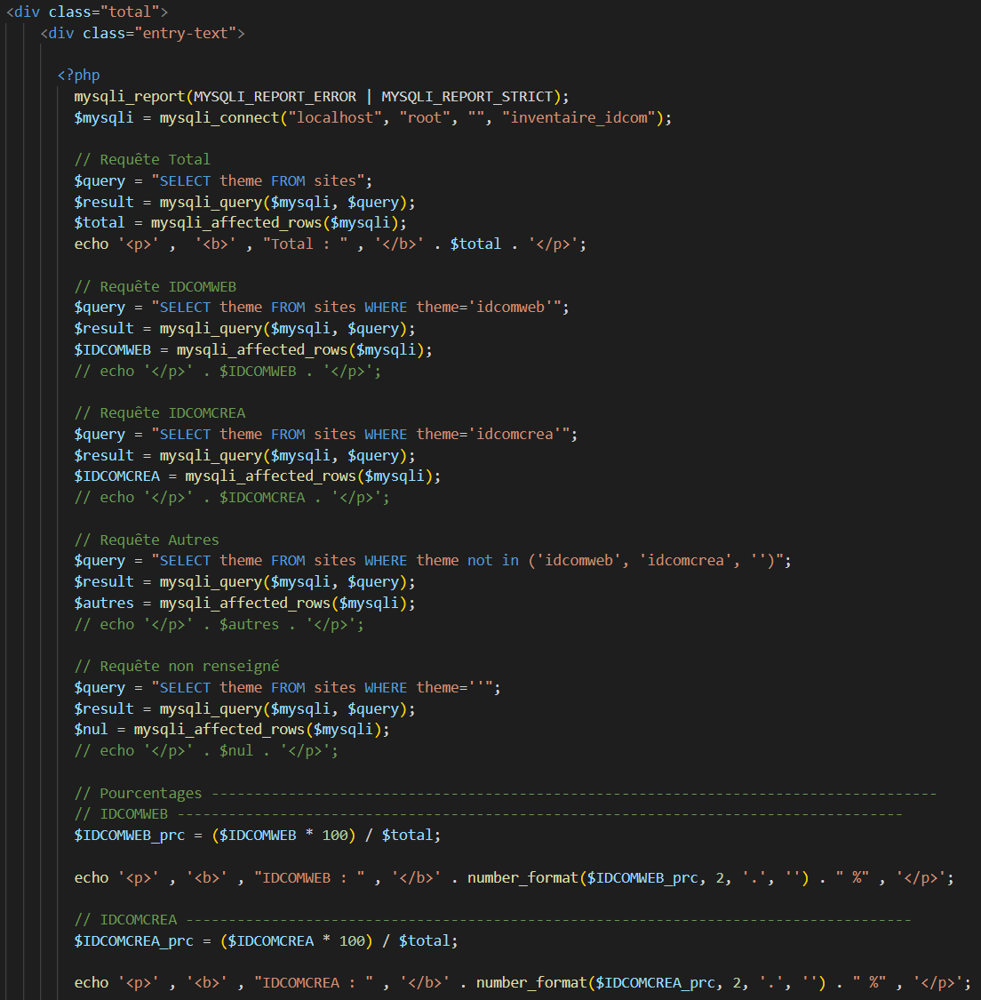 <div class="total">
<div class="entry-text">
<?php
mysqli_report(MYSQLI_REPORT_ERROR | MYSQLI_REPORT_STRICT);
$mysqli = mysqli_connect("localhost", "root", "", "inventaire_idcom");
// Requête Total
$query = "SELECT theme FROM sites";
$result = mysqli_query($mysqli, $query);
$total = mysqli_affected_rows($mysqli);
echo '<p>' ,  '<b>' , "Total : " , '</b>' . $total . '</p>';
// Requête IDCOMWEB
$query = "SELECT theme FROM sites WHERE theme='idcomweb'";
$result = mysqli_query($mysqli, $query);
$IDCOMWEB = mysqli_affected_rows($mysqli);
// echo '</p>' . $IDCOMWEB . '</p>';
// Requête IDCOMCREA
$query = "SELECT theme FROM sites WHERE theme='idcomcrea'";
$result = mysqli_query($mysqli, $query);
$IDCOMCREA = mysqli_affected_rows($mysqli);
// echo '</p>' . $IDCOMCREA . '</p>';
// Requête Autres
$query = "SELECT theme FROM sites WHERE theme not in ('idcomweb', 'idcomcrea', '')";
$result = mysqli_query($mysqli, $query);
$autres = mysqli_affected_rows($mysqli);
// echo '</p>' . $autres . '</p>';
// Requête non renseigné
$query = "SELECT theme FROM sites WHERE theme=''";
$result = mysqli_query($mysqli, $query);
$nul = mysqli_affected_rows($mysqli);
// echo '</p>' . $nul . '</p>';
// Pourcentages -------------------------------------------------------------------------------------
// IDCOMWEB -------------------------------------------------------------------------------------
$IDCOMWEB_prc = ($IDCOMWEB * 100) / $total;
echo '<p>' , '<b>' , "IDCOMWEB : " , '</b>' . number_format($IDCOMWEB_prc, 2, '.', '') . " %" , '</p>';
// IDCOMCREA -------------------------------------------------------------------------------------
$IDCOMCREA_prc = ($IDCOMCREA * 100) / $total;
echo '<p>' , '<b>' , "IDCOMCREA : " , '</b>' . number_format($IDCOMCREA_prc, 2, '.', '') . " %" , '</p>';